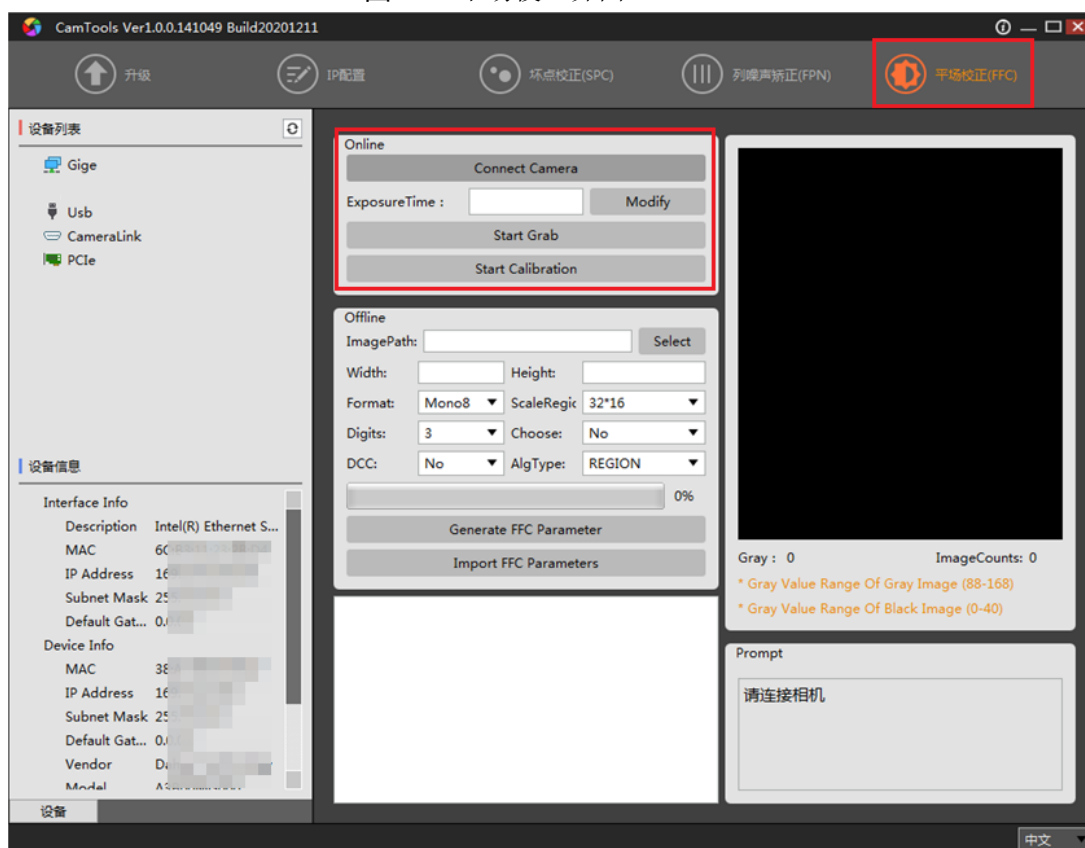 CamTools Ver1.0.0.141049 Build20201211
升级
IP配置
坏点校正(SPC)
列噪声矫正(FPN)
平场校正(FFC)
设备列表
Gige
Usb
CameraLink
PCIe
设备信息
Interface Info
Description Intel(R) Ethernet S...
MAC
IP Address
Subnet Mask
Default Gat...
Device Info
MAC
IP Address
Subnet Mask
Default Gat...
Vendor
Model
设备
Online
Connect Camera
ExposureTime : Modify
Start Grab
Start Calibration
Offline
ImagePath: Select
Width: Height:
Format: Mono8 ScaleRegic 32*16
Digits: 3 Choose: No
DCC: No AlgType: REGION
0%
Generate FFC Parameter
Import FFC Parameters
Gray : 0 ImageCounts: 0
* Gray Value Range Of Gray Image (88-168)
* Gray Value Range Of Black Image (0-40)
Prompt
请连接相机
中文